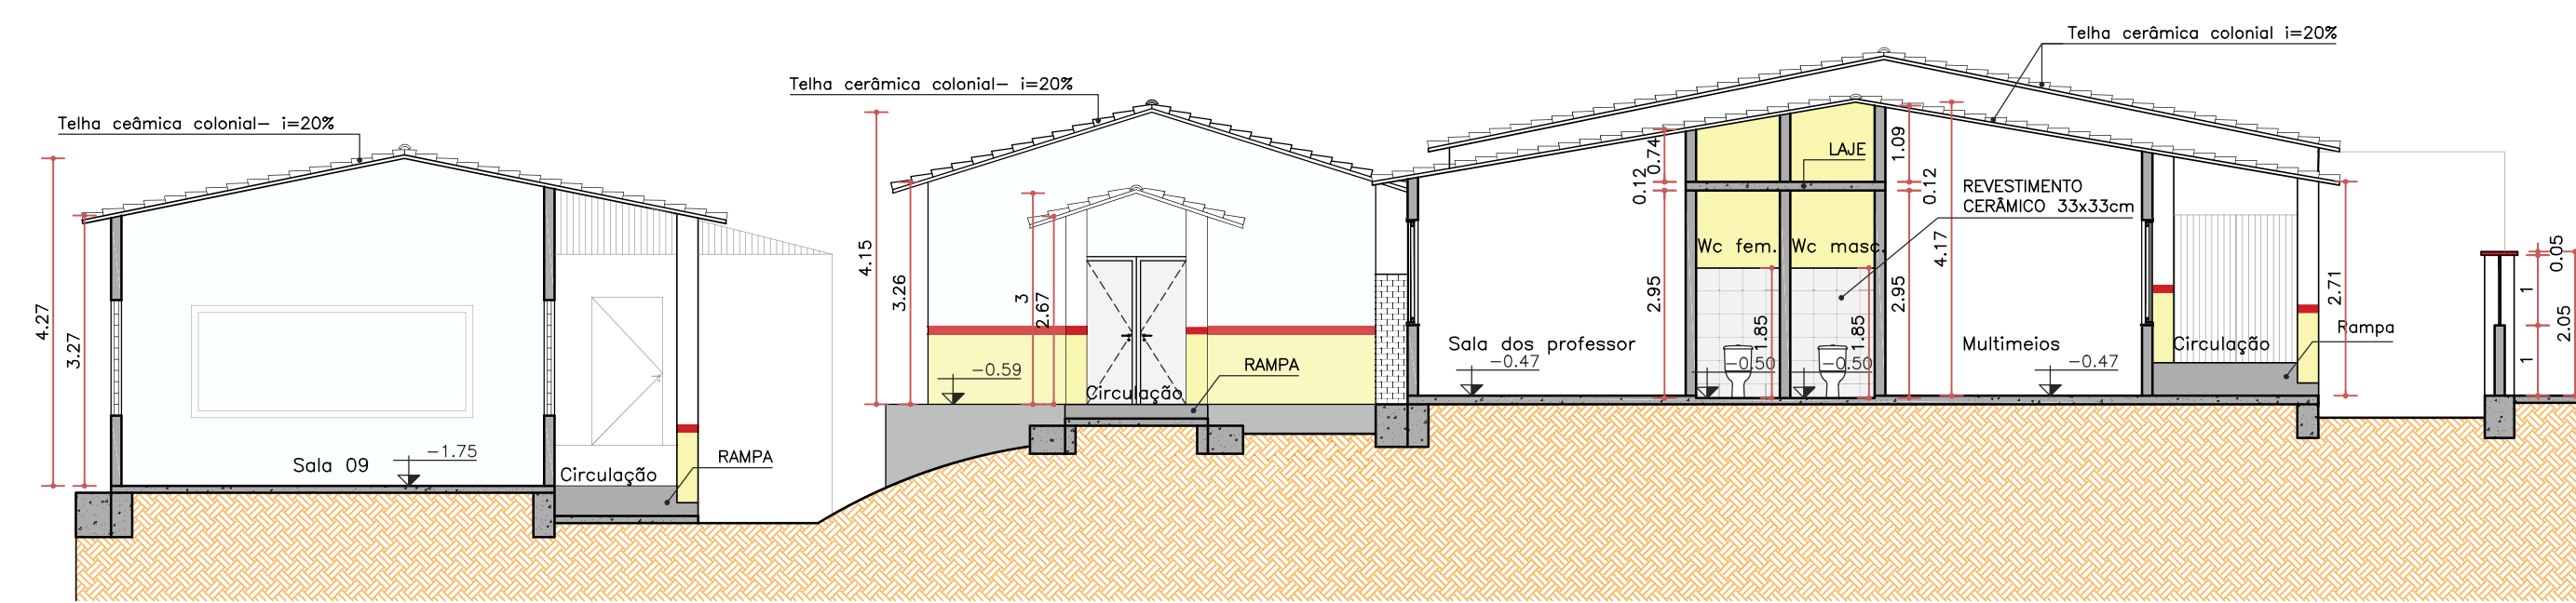 Telha ceâmica colonial– i=20%
4.27
3.27
Sala 09
–1.75
Circulação
RAMPA
Telha cerâmica colonial– i=20%
4.15
3.26
3
2.67
–0.59
Circulação
RAMPA
Telha cerâmica colonial i=20%
Sala dos professor
–0.47
0.12
0.74
2.95
Wc fem.
Wc masc.
1.85
1.85
–0.50
–0.50
LAJE
1.09
0.12
2.95
4.17
REVESTIMENTO
CERÂMICO 33x33cm
Multimeios
–0.47
Circulação
2.71
Rampa
1
1
0.05
2.05